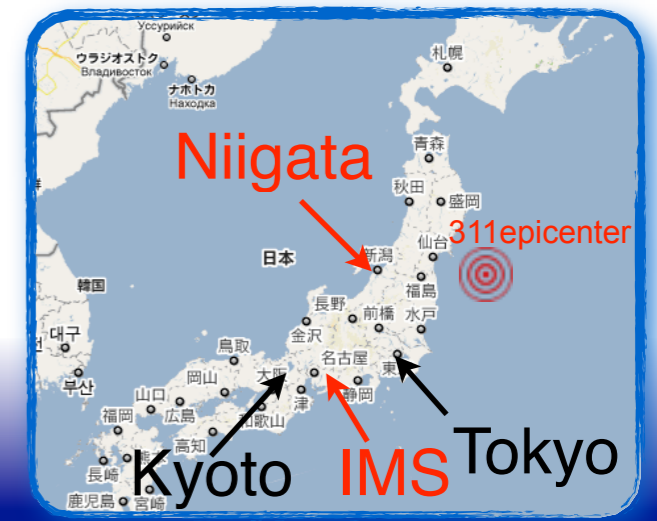 Уссурийск
ウラジオストク
Владивосток
ナホトカ
Находка
札幌
Niigata
青森
秋田
盛岡
311epicenter
仙台
日本
新潟
韓国
福島
長野
前橋
水戸
金沢
대구
鳥取
名古屋
東
岡山
大阪
静岡
부산
山口
広島
津
和歌山
福岡
高知
Kyoto
IMS
Tokyo
長崎
鹿児島
宮崎